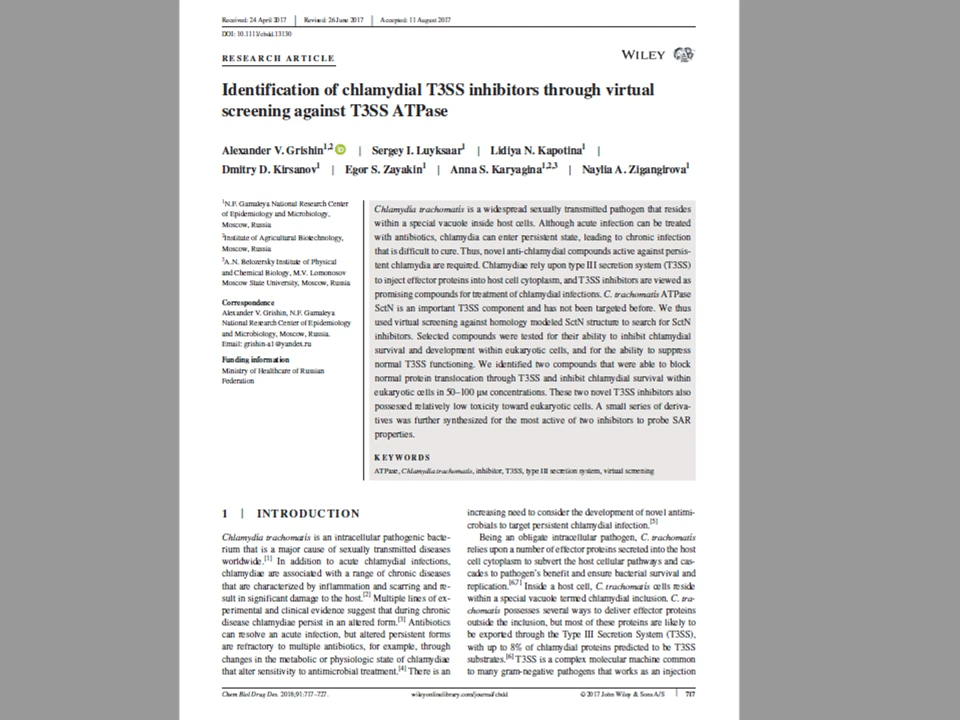 Received: 24 April 2017 | Revised: 26 June 2017 | Accepted: 11 August 2017
DOI: 10.1111/cbdd.13130
RESEARCH ARTICLE
WILEY
Identification of chlamydial T3SS inhibitors through virtual
screening against T3SS ATPase
Alexander V. Grishin1,2 | Sergey I. Luyksaar1 | Lidiya N. Kapotina1 |
Dmitry D. Kirsanov1 | Egor S. Zayakin1 | Anna S. Karyagina1,2,3 | Naylia A. Zigangirova1
1N.F. Gamaleya National Research Center
of Epidemiology and Microbiology,
Moscow, Russia
2Institute of Agricultural Biotechnology,
Moscow, Russia
3A.N. Belozersky Institute of Physical
and Chemical Biology, M.V. Lomonosov
Moscow State University, Moscow, Russia
Correspondence
Alexander V. Grishin, N.F. Gamaleya
National Research Center of Epidemiology
and Microbiology, Moscow, Russia.
Email: grishin-a1@yandex.ru
Funding information
Ministry of Healthcare of Russian
Federation
Chlamydia trachomatis is a widespread sexually transmitted pathogen that resides
within a special vacuole inside host cells. Although acute infection can be treated
with antibiotics, chlamydia can enter persistent state, leading to chronic infection
that is difficult to cure. Thus, novel anti-chlamydial compounds active against persis-
tent chlamydia are required. Chlamydiae rely upon type III secretion system (T3SS)
to inject effector proteins into host cell cytoplasm, and T3SS inhibitors are viewed as
promising compounds for treatment of chlamydial infections. C. trachomatis ATPase
SctN is an important T3SS component and has not been targeted before. We thus
used virtual screening against homology modeled SctN structure to search for SctN
inhibitors. Selected compounds were tested for their ability to inhibit chlamydial
survival and development within eukaryotic cells, and for the ability to suppress
normal T3SS functioning. We identified two compounds that were able to block
normal protein translocation through T3SS and inhibit chlamydial survival within
eukaryotic cells in 50–100 μM concentrations. These two novel T3SS inhibitors also
possessed relatively low toxicity toward eukaryotic cells. A small series of deriva-
tives was further synthesized for the most active of two inhibitors to probe SAR
properties.
KEYWORDS
ATPase, Chlamydia trachomatis, inhibitor, T3SS, type III secretion system, virtual screening
1 | INTRODUCTION
Chlamydia trachomatis is an intracellular pathogenic bacte-
rium that is a major cause of sexually transmitted diseases
worldwide.[1] In addition to acute chlamydial infections,
chlamydiae are associated with a range of chronic diseases
that are characterized by inflammation and scarring and re-
sult in significant damage to the host.[2] Multiple lines of ex-
perimental and clinical evidence suggest that during chronic
disease chlamydiae persist in an altered form.[3] Antibiotics
can resolve an acute infection, but altered persistent forms
are refractory to multiple antibiotics, for example, through
changes in the metabolic or physiologic state of chlamydiae
that alter sensitivity to antimicrobial treatment.[4] There is an
increasing need to consider the development of novel antimi-
crobials to target persistent chlamydial infection.[5]
Being an obligate intracellular pathogen, C. trachomatis
relies upon a number of effector proteins secreted into the host
cell cytoplasm to subvert the host cellular pathways and cas-
cades to pathogen's benefit and ensure bacterial survival and
replication.[6,7] Inside a host cell, C. trachomatis cells reside
within a special vacuole termed chlamydial inclusion. C. tra-
chomatis possesses several ways to deliver effector proteins
outside the inclusion, but most of these proteins are likely to
be exported through the Type III Secretion System (T3SS),
with up to 8% of chlamydial proteins predicted to be T3SS
substrates.[6] T3SS is a complex molecular machine common
to many gram-negative pathogens that works as an injection
Chem Biol Drug Des. 2018;91:717–727. wileyonlinelibrary.com/journal/cbdd © 2017 John Wiley & Sons A/S | 717